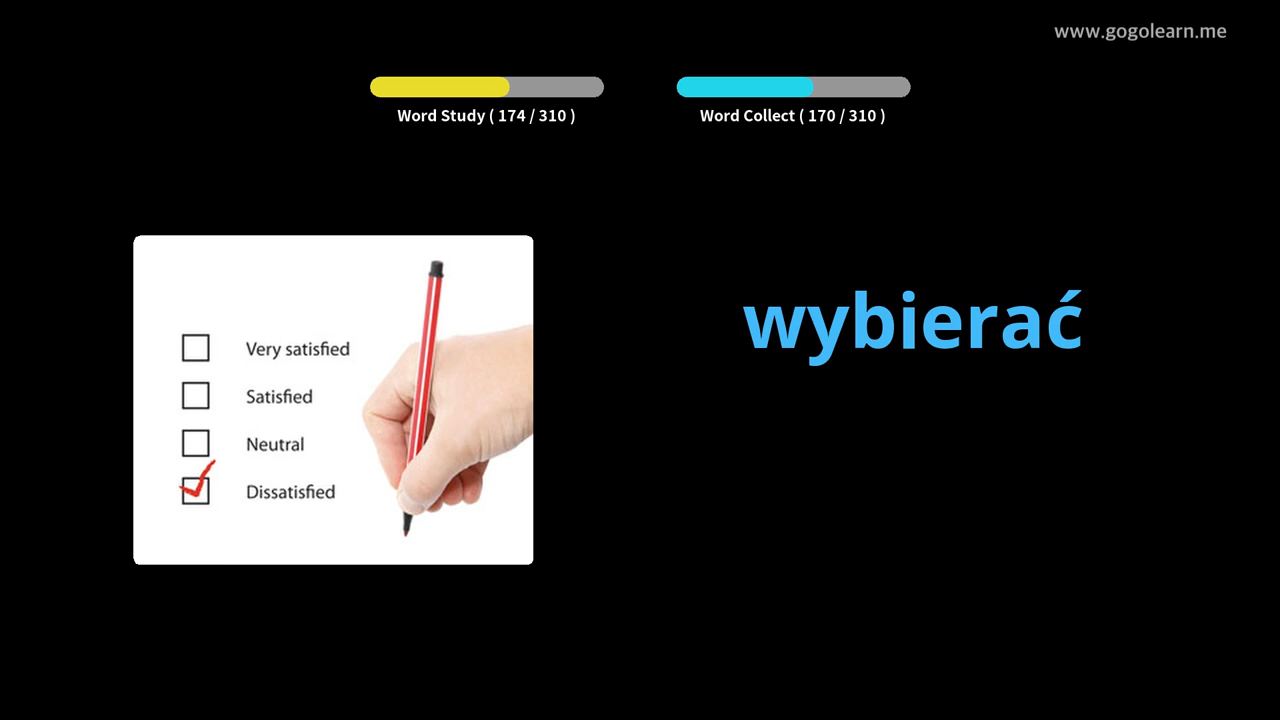 www.gogolearn.me
Word Study ( 174 / 310 )
Word Collect ( 170 / 310 )
Very satisfied
Satisfied
Neutral
Dissatisfied
wybierać